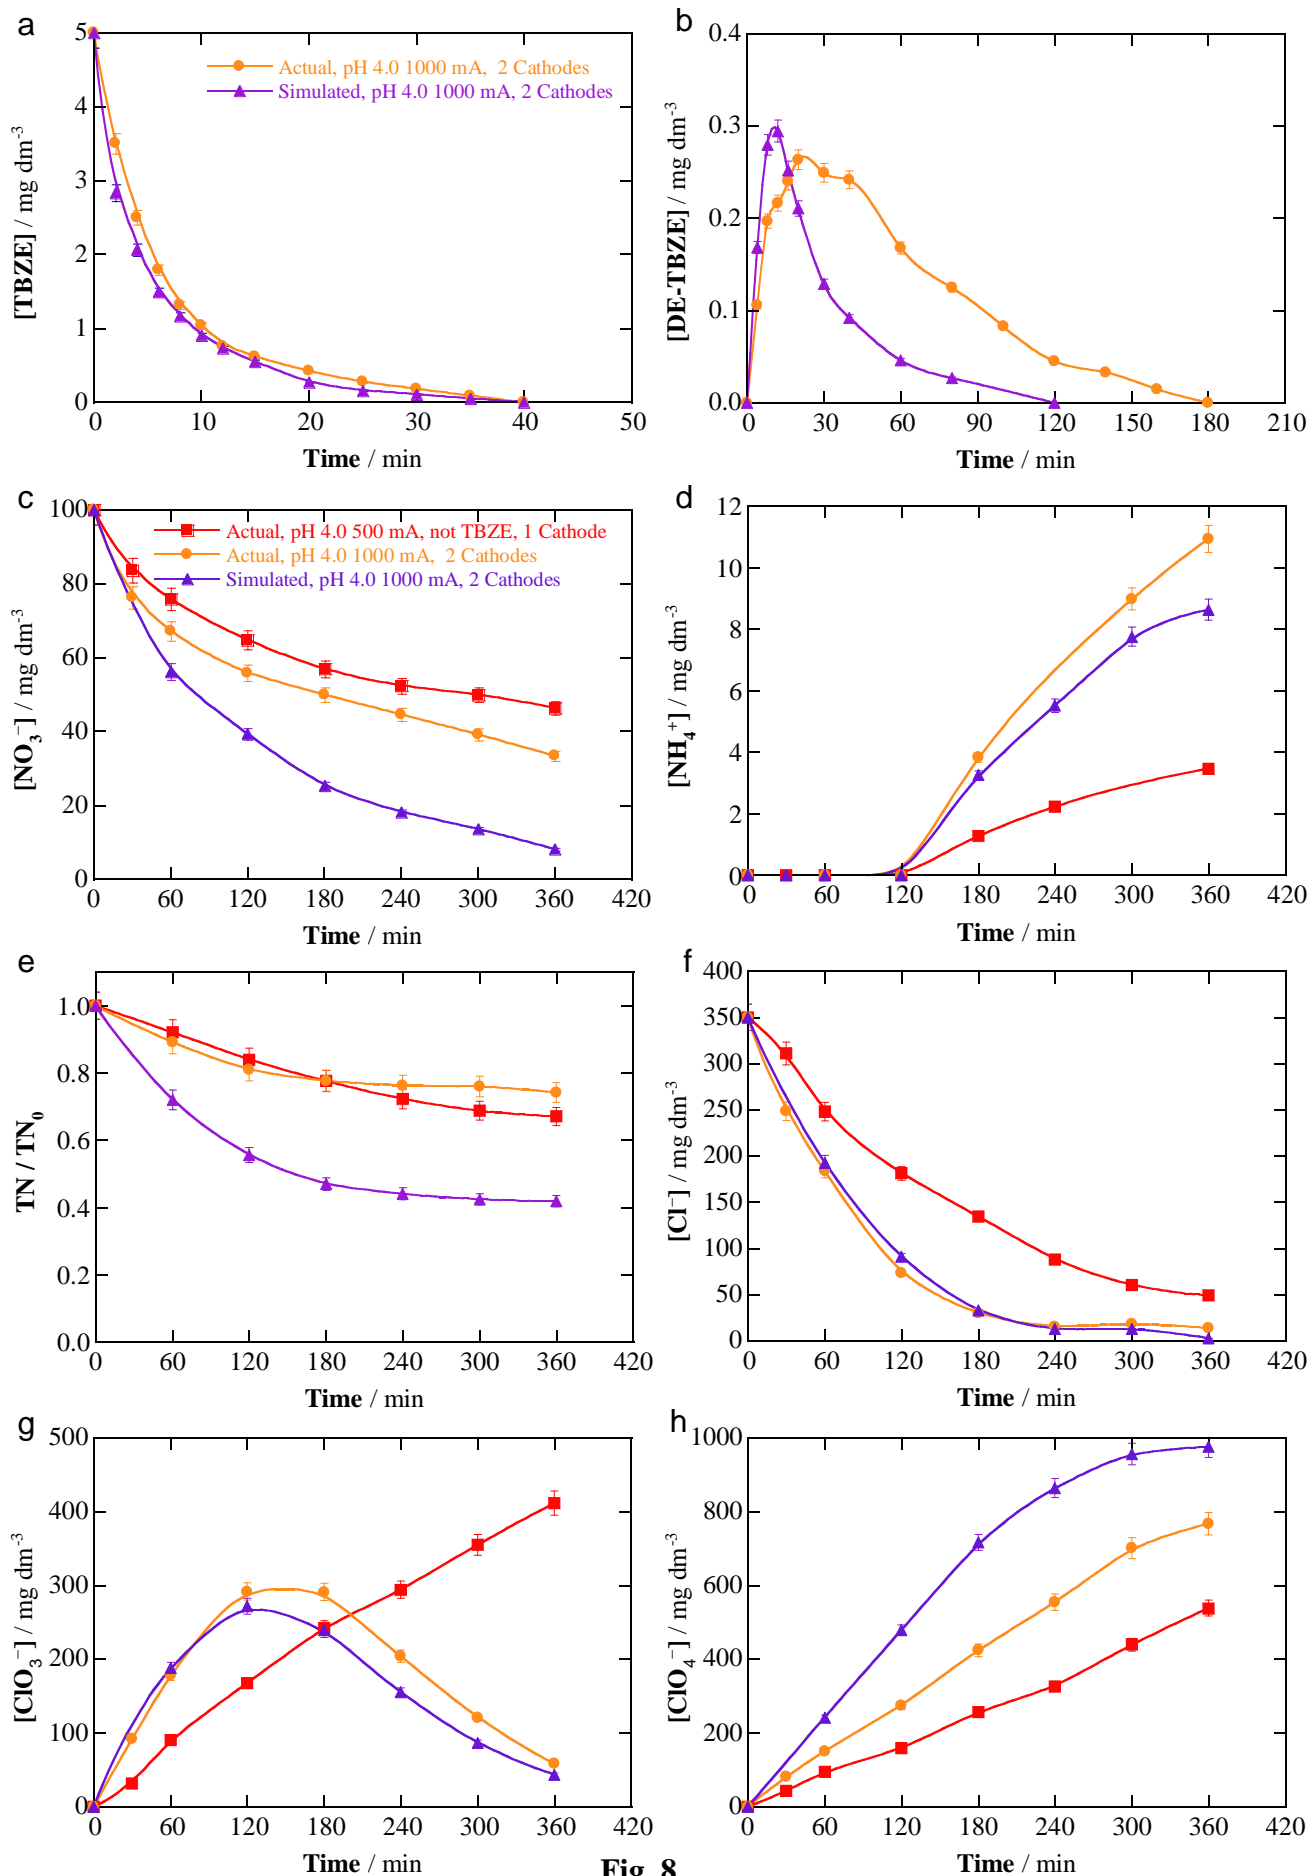 a
5
4
3
2
1
0
[TBZE] / mg dm-3
Actual, pH 4.0 1000 mA, 2 Cathodes
Simulated, pH 4.0 1000 mA, 2 Cathodes
0 10 20 30 40 50
Time / min
b
0.4
0.3
0.2
0.1
0.0
[DE-TBZE] / mg dm-3
0 30 60 90 120 150 180 210
Time / min
c
100
80
60
40
20
0
[NO3−] / mg dm-3
Actual, pH 4.0 500 mA, not TBZE, 1 Cathode
Actual, pH 4.0 1000 mA, 2 Cathodes
Simulated, pH 4.0 1000 mA, 2 Cathodes
0 60 120 180 240 300 360 420
Time / min
d
12
10
8
6
4
2
0
[NH4+] / mg dm-3
0 60 120 180 240 300 360 420
Time / min
e
1.0
0.8
0.6
0.4
0.2
0.0
TN / TN0
0 60 120 180 240 300 360 420
Time / min
f
400
350
300
250
200
150
100
50
0
[Cl−] / mg dm-3
0 60 120 180 240 300 360 420
Time / min
g
500
400
300
200
100
0
[ClO3−] / mg dm-3
0 60 120 180 240 300 360 420
Time / min
h
1000
800
600
400
200
0
[ClO4−] / mg dm-3
0 60 120 180 240 300 360 420
Time / min
Fig. 8